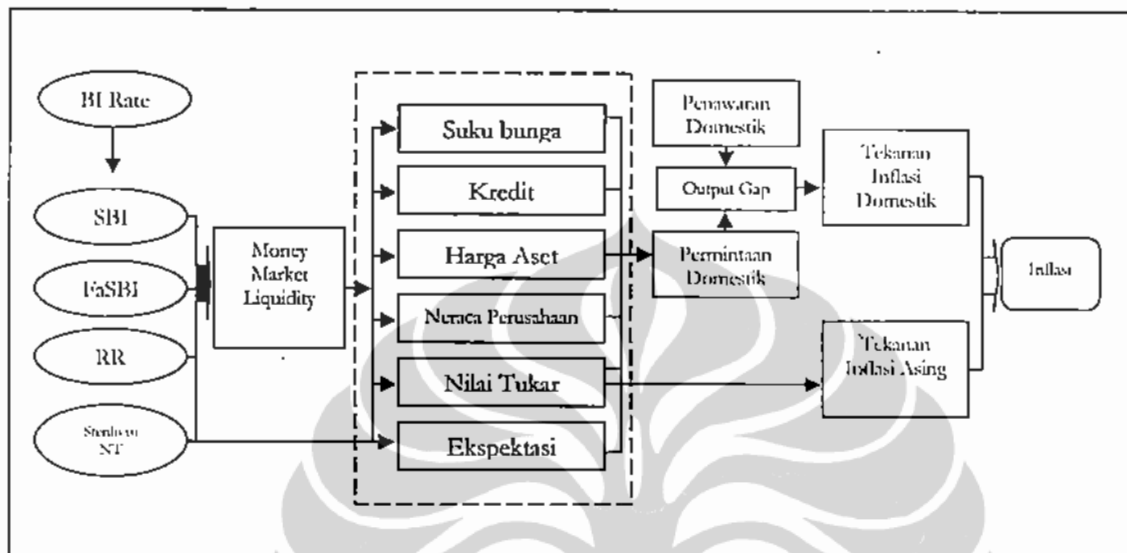 BI Rate
SBI
FaSBI
RR
NT
Money
Market
Liquidity
Suku bunga
Kredit
Harga Aset
Neraca Perusahaan
Nilai Tukar
Ekspektasi
Penawaran
Domestik
Output Gap
Permintaan
Domestik
Tekanan
Inflasi
Domestik
Tekanan
Inflasi Asing
Inflasi